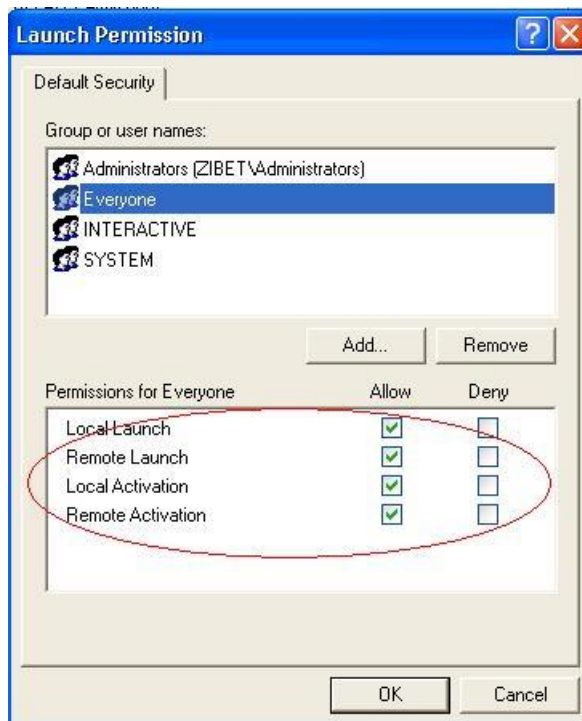 Launch Permission
Default Security
Group or user names:
Administrators (ZIBET\Administrators)
Everyone
INTERACTIVE
SYSTEM
Add... Remove
Permissions for Everyone Allow Deny
Local Launch
Remote Launch
Local Activation
Remote Activation
OK Cancel